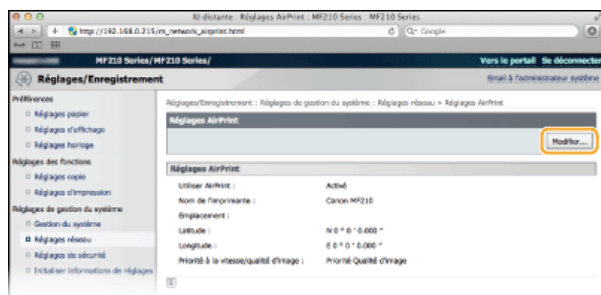 RI distante : Réglages AirPrint : MF210 Series : MF210 Series
http://192.168.0.215/m_network_airprint.html
Google
MF210 Series/MF210 Series/
Vers le portail Se déconnecter
Réglages/Enregistrement
Email à l'administrateur système
Préférences
Réglages papier
Réglages d'affichage
Réglages horloge
Réglages des fonctions
Réglages copie
Réglages d'impression
Réglages de gestion du système
Gestion du système
Réglages réseau
Réglages de sécurité
Initialiser informations de réglages
Réglages/Enregistrement : Réglages de gestion du système : Réglages réseau > Réglages AirPrint
Réglages AirPrint
Modifier...
Réglages AirPrint
Utiliser AirPrint : Activé
Nom de l'imprimante : Canon MF210
Emplacement :
Latitude : N 0 ° 0 ' 0.000 "
Longitude : E 0 ° 0 ' 0.000 "
Priorité à la vitesse/qualité d'image : Priorité Qualité d'image